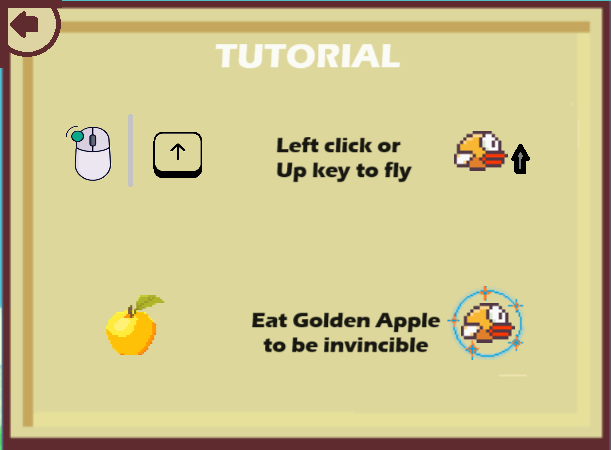 TUTORIAL
Left click or
Up key to fly
Eat Golden Apple
to be invincible